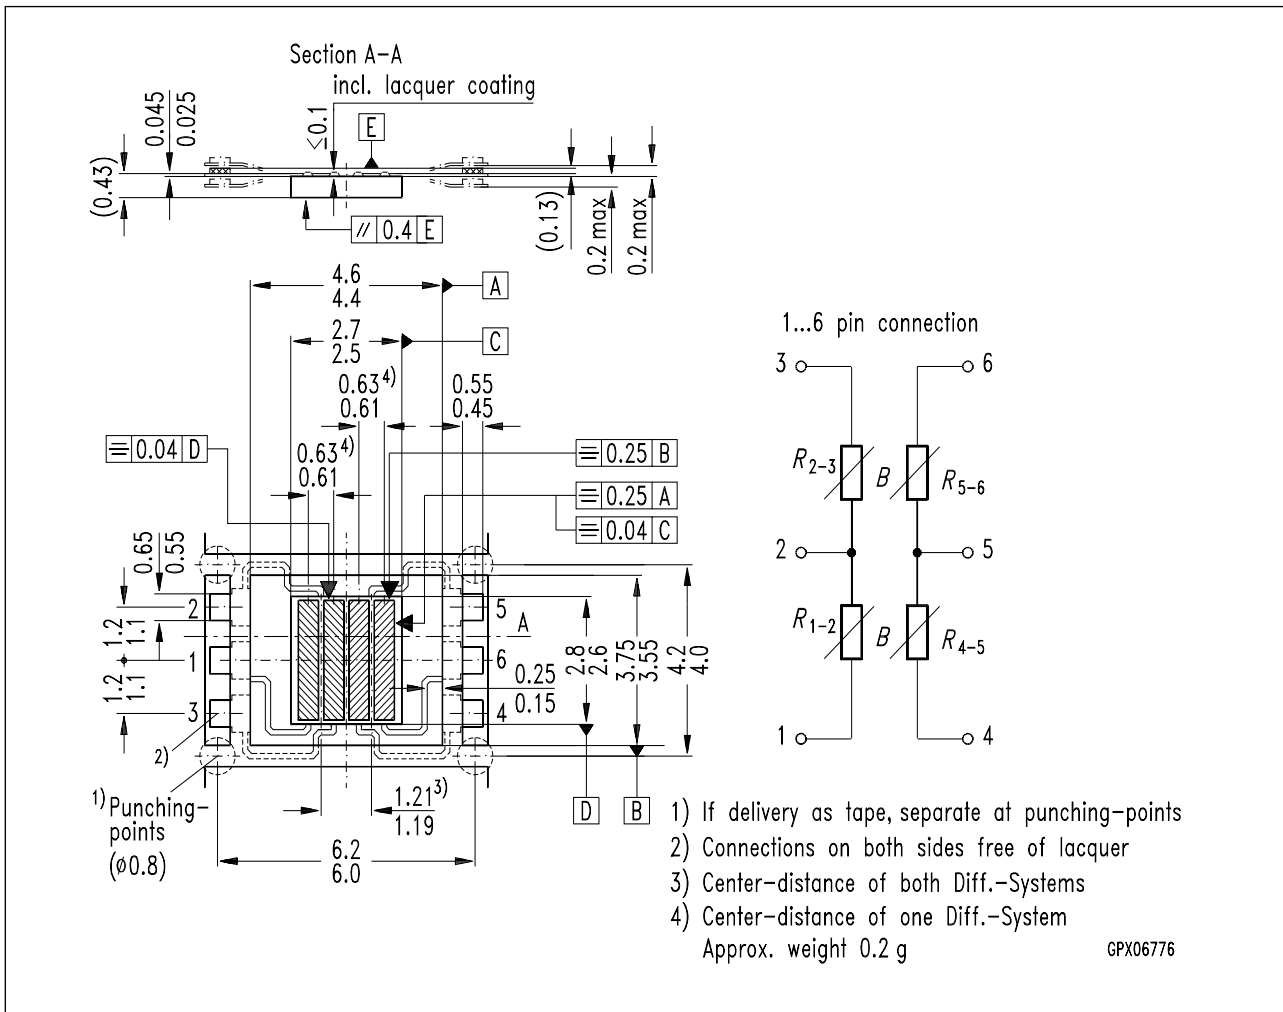 Section A-A
incl. lacquer coating
0.045
0.025
≤0.1
E
(0.43)
// 0.4 E
(0.13)
0.2 max
0.2 max
4.6
4.4
A
2.7
2.5
C
0.63 4)
0.61
0.55
0.45
⌯ 0.04 D
0.63 4)
0.61
⌯ 0.25 B
⌯ 0.25 A
⌯ 0.04 C
0.65
0.55
1.2
1.1
1.2
1.1
2
1
3
5
6
4
A
2.8
2.6
3.75
3.55
4.2
4.0
0.25
0.15
2)
1) Punching-
points
(ø0.8)
1.21 3)
1.19
D
B
6.2
6.0
1...6 pin connection
3
6
R2-3
B
R5-6
2
5
R1-2
B
R4-5
1
4
1) If delivery as tape, separate at punching-points
2) Connections on both sides free of lacquer
3) Center-distance of both Diff.-Systems
4) Center-distance of one Diff.-System
Approx. weight 0.2 g
GPX06776